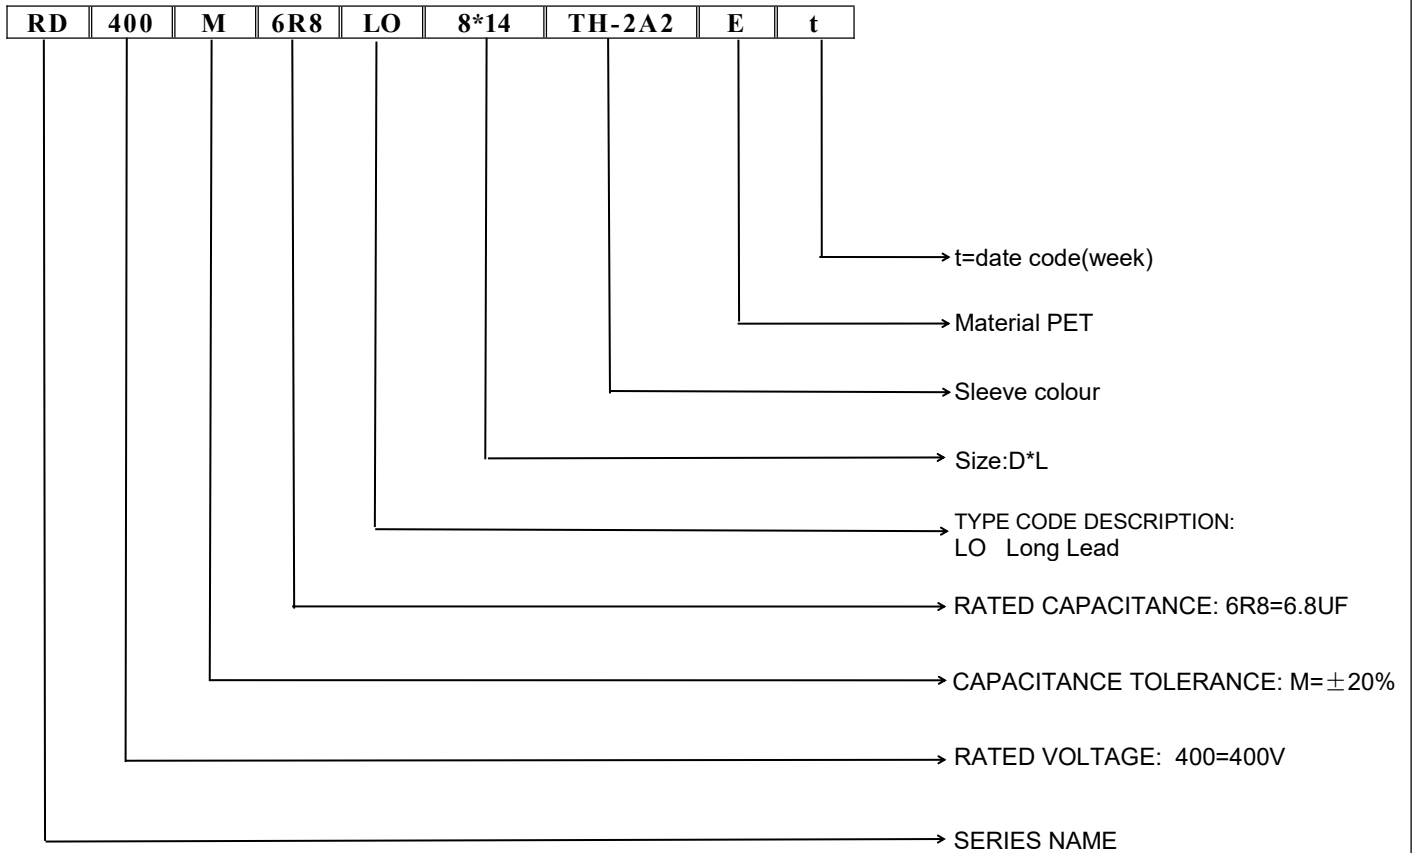 RD 400 M 6R8 LO 8*14 TH-2A2 E t
t=date code(week)
Material PET
Sleeve colour
Size:D*L
TYPE CODE DESCRIPTION:
LO Long Lead
RATED CAPACITANCE: 6R8=6.8UF
CAPACITANCE TOLERANCE: M=±20%
RATED VOLTAGE: 400=400V
SERIES NAME